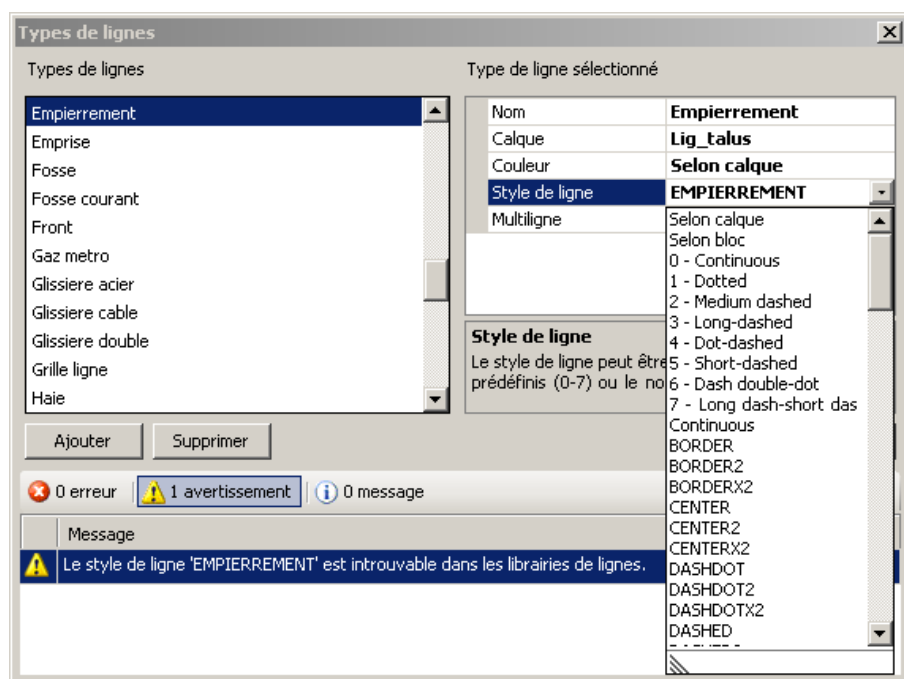 Types de lignes
Types de lignes
Type de ligne sélectionné
Empierrement
Emprise
Fosse
Fosse courant
Front
Gaz metro
Glissiere acier
Glissiere cable
Glissiere double
Grille ligne
Haie
Nom Empierrement
Calque Lig_talus
Couleur Selon calque
Style de ligne EMPIERREMENT
Multiligne
Selon calque
Selon bloc
0 - Continuous
1 - Dotted
2 - Medium dashed
3 - Long-dashed
4 - Dot-dashed
5 - Short-dashed
6 - Dash double-dot
7 - Long dash-short das
Continuous
BORDER
BORDER2
BORDERX2
CENTER
CENTER2
CENTERX2
DASHDOT
DASHDOT2
DASHDOTX2
DASHED
Style de ligne
Le style de ligne peut être
prédéfinis (0-7) ou le no
Ajouter
Supprimer
0 erreur
1 avertissement
0 message
Message
Le style de ligne 'EMPIERREMENT' est introuvable dans les librairies de lignes.